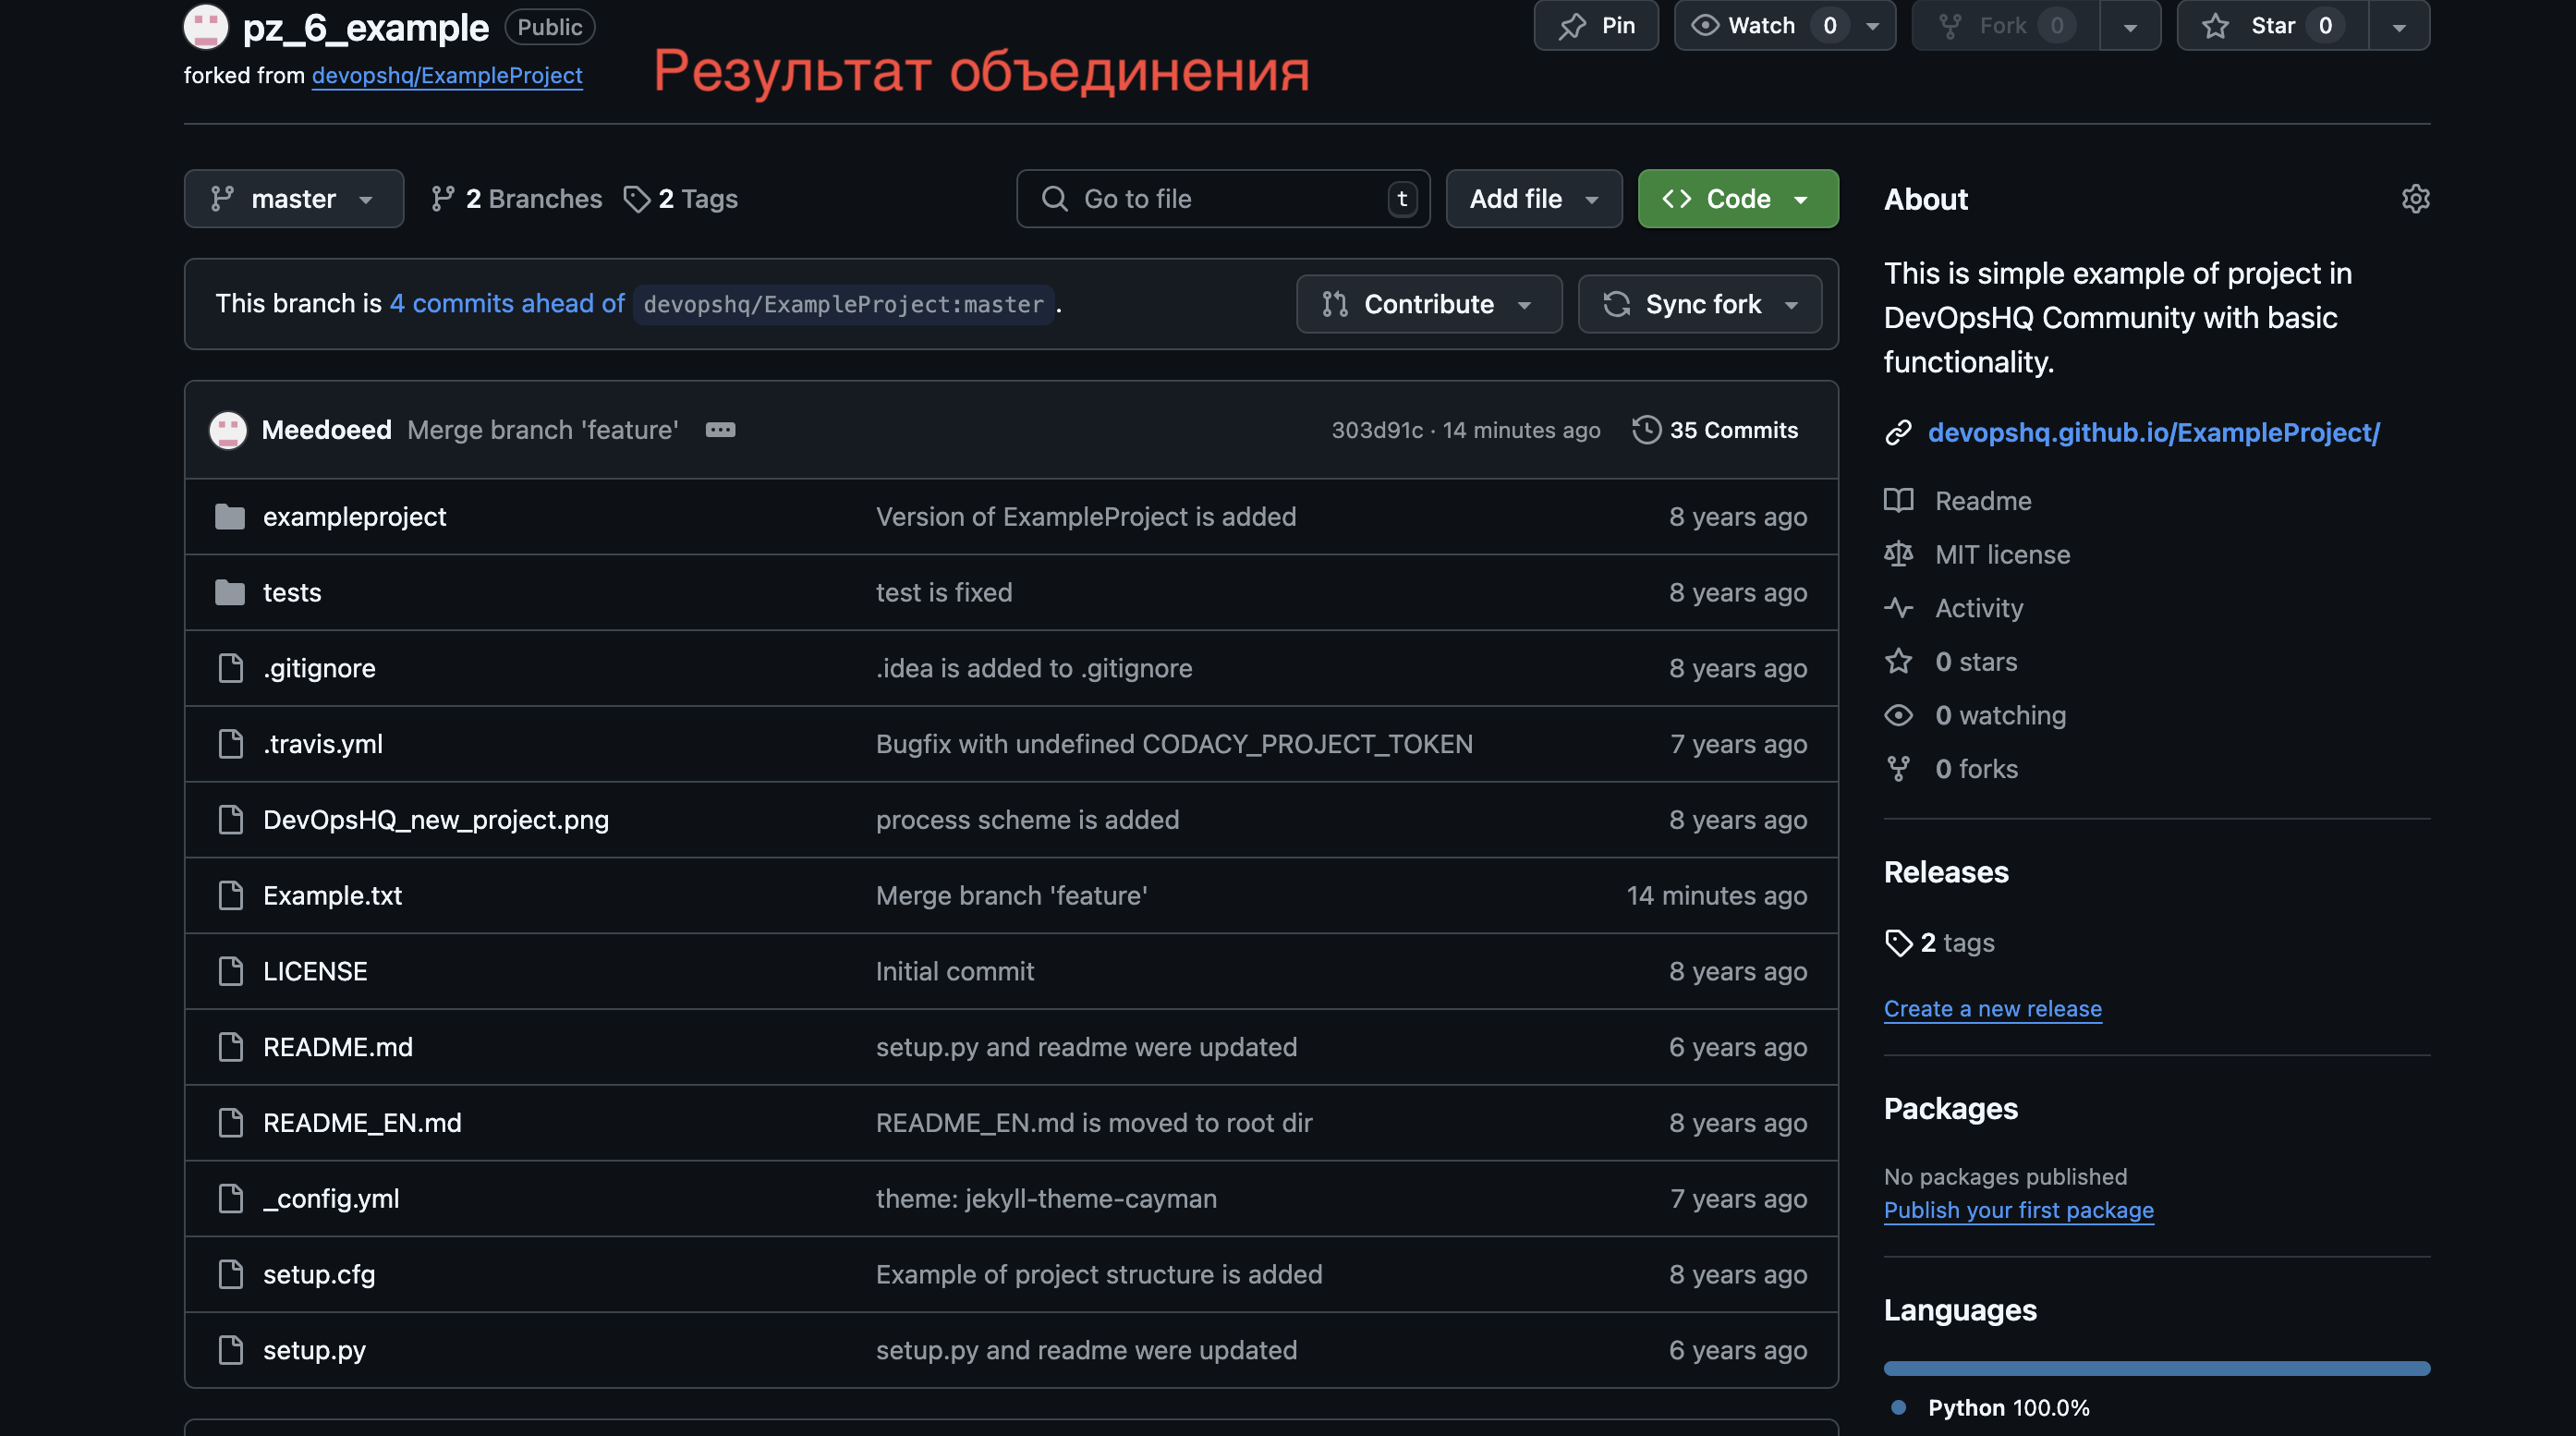 pz_6_example Public
Pin
Watch 0
Fork 0
Star 0
forked from devopshq/ExampleProject
Результат объединения
master
2 Branches
2 Tags
Go to file t
Add file
Code
This branch is 4 commits ahead of devopshq/ExampleProject:master.
Contribute
Sync fork
Meedoeed Merge branch 'feature' 303d91c · 14 minutes ago 35 Commits
exampleproject Version of ExampleProject is added 8 years ago
tests test is fixed 8 years ago
.gitignore .idea is added to .gitignore 8 years ago
.travis.yml Bugfix with undefined CODACY_PROJECT_TOKEN 7 years ago
DevOpsHQ_new_project.png process scheme is added 8 years ago
Example.txt Merge branch 'feature' 14 minutes ago
LICENSE Initial commit 8 years ago
README.md setup.py and readme were updated 6 years ago
README_EN.md README_EN.md is moved to root dir 8 years ago
_config.yml theme: jekyll-theme-cayman 7 years ago
setup.cfg Example of project structure is added 8 years ago
setup.py setup.py and readme were updated 6 years ago
About
This is simple example of project in
DevOpsHQ Community with basic
functionality.
devopshq.github.io/ExampleProject/
Readme
MIT license
Activity
0 stars
0 watching
0 forks
Releases
2 tags
Create a new release
Packages
No packages published
Publish your first package
Languages
Python 100.0%